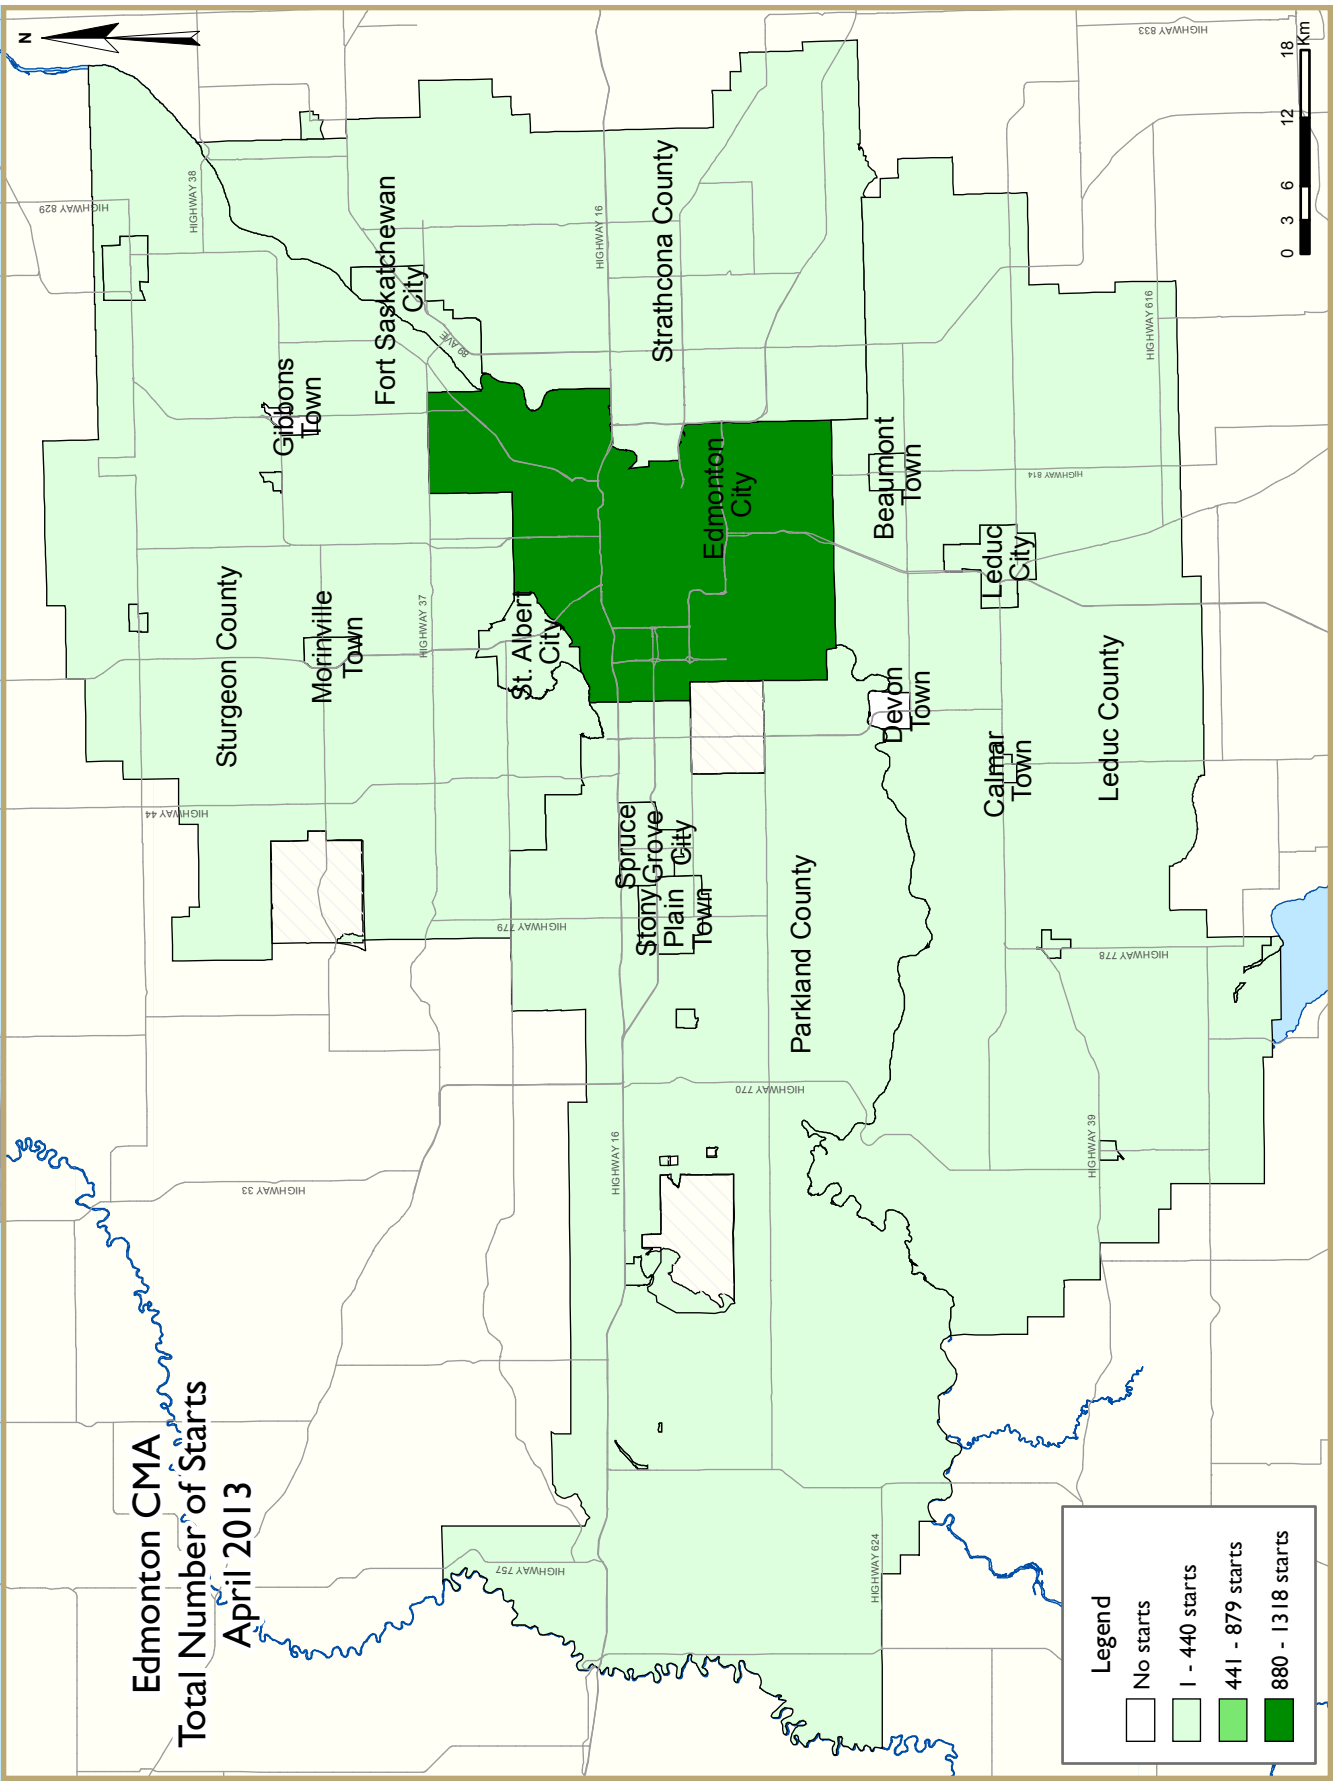 Edmonton CMA
Total Number of Starts
April 2013
N
HIGHWAY 829
HIGHWAY 38
Fort Saskatchewan
City
89 AVE
Gibbons
Town
Sturgeon County
Morinville
Town
HIGHWAY 37
HIGHWAY 44
St. Albert
City
HIGHWAY 16
Strathcona County
Edmonton
City
HIGHWAY 779
Spruce
Grove
City
Stony
Plain
Town
Parkland County
HIGHWAY 770
HIGHWAY 33
HIGHWAY 16
HIGHWAY 757
HIGHWAY 624
Beaumont
Town
HIGHWAY 814
Leduc
City
Devon
Town
Calmar
Town
Leduc County
HIGHWAY 616
HIGHWAY 833
HIGHWAY 778
HIGHWAY 39
0 3 6 12 18
Km
Legend
No starts
1 - 440 starts
441 - 879 starts
880 - 1318 starts